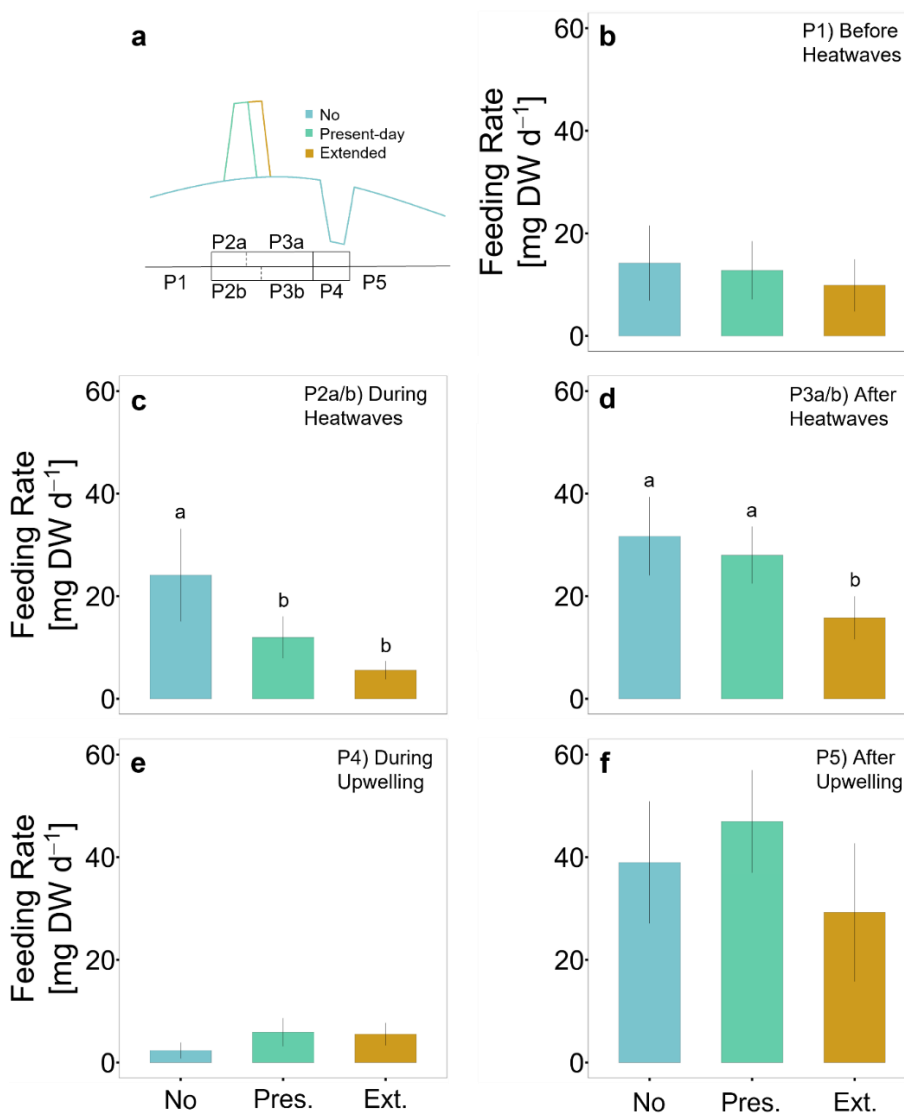 a
No
Present-day
Extended
P2a P3a
P1 P2b P3b P4 P5
b
P1) Before
Heatwaves
Feeding Rate
[mg DW d⁻¹]
60
40
20
0
c
P2a/b) During
Heatwaves
Feeding Rate
[mg DW d⁻¹]
60
40
20
0
a
b
b
d
P3a/b) After
Heatwaves
60
40
20
0
a
a
b
e
P4) During
Upwelling
Feeding Rate
[mg DW d⁻¹]
60
40
20
0
No Pres. Ext.
f
P5) After
Upwelling
60
40
20
0
No Pres. Ext.